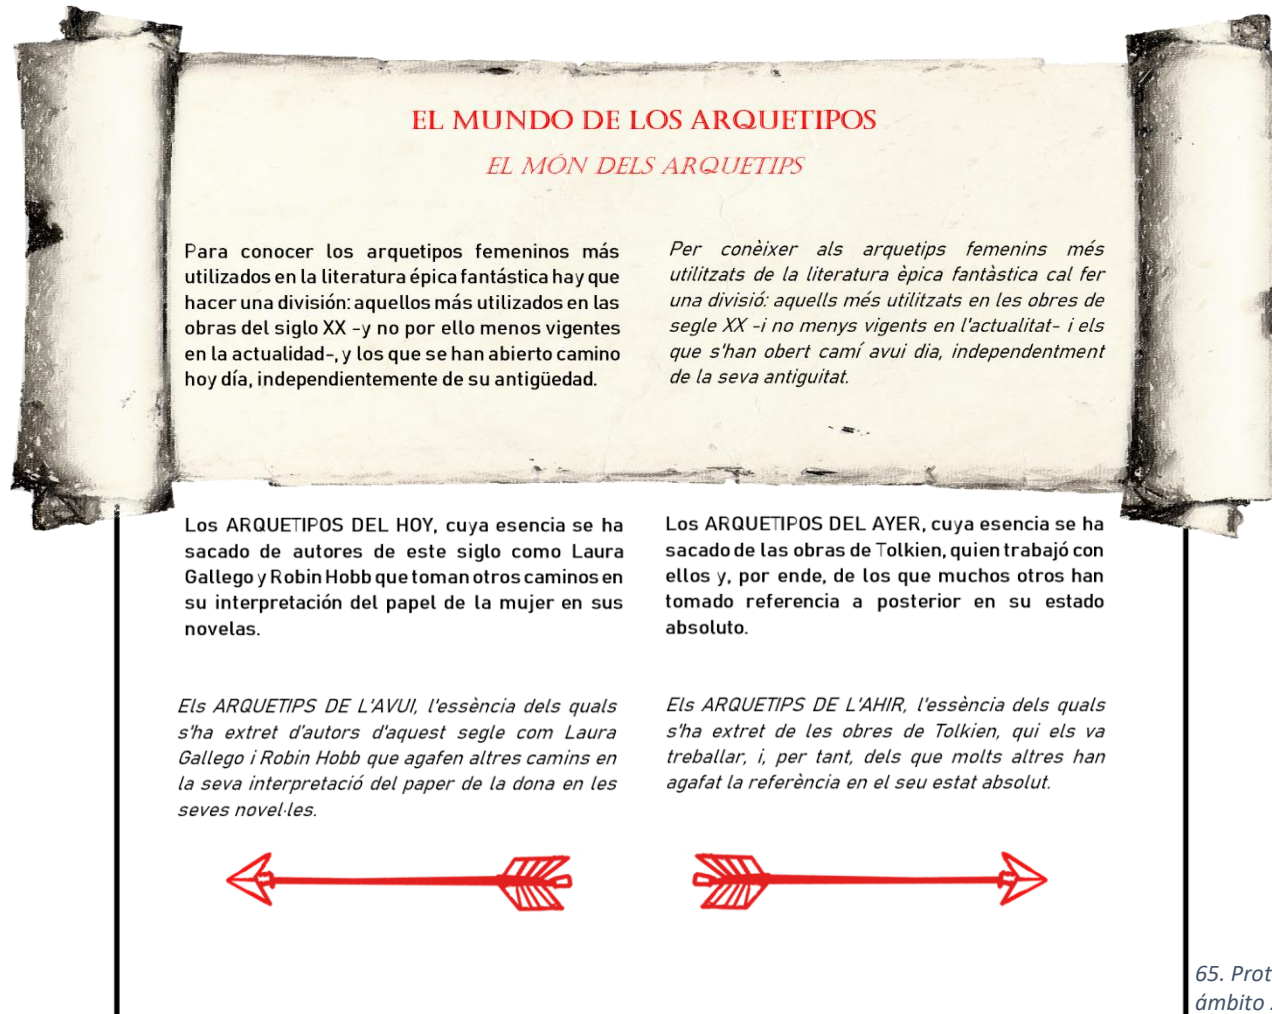 EL MUNDO DE LOS ARQUETIPOS
EL MÓN DELS ARQUETIPS
Para conocer los arquetipos femeninos más
utilizados en la literatura épica fantástica hay que
hacer una división: aquellos más utilizados en las
obras del siglo XX -y no por ello menos vigentes
en la actualidad-, y los que se han abierto camino
hoy día, independientemente de su antigüedad.
Per conèixer als arquetips femenins més
utilitzats de la literatura èpica fantàstica cal fer
una divisió: aquells més utilitzats en les obres de
segle XX -i no menys vigents en l'actualitat- i els
que s'han obert camí avui dia, independentment
de la seva antiguitat.
Los ARQUETIPOS DEL HOY, cuya esencia se ha
sacado de autores de este siglo como Laura
Gallego y Robin Hobb que toman otros caminos en
su interpretación del papel de la mujer en sus
novelas.
Los ARQUETIPOS DEL AYER, cuya esencia se ha
sacado de las obras de Tolkien, quien trabajó con
ellos y, por ende, de los que muchos otros han
tomado referencia a posterior en su estado
absoluto.
Els ARQUETIPS DE L'AVUI, l'essència dels quals
s'ha extret d'autors d'aquest segle com Laura
Gallego i Robin Hobb que agafen altres camins en
la seva interpretació del paper de la dona en les
seves novel·les.
Els ARQUETIPS DE L'AHIR, l'essència dels quals
s'ha extret de les obres de Tolkien, qui els va
treballar, i, per tant, dels que molts altres han
agafat la referència en el seu estat absolut.
65. Prot
ámbito